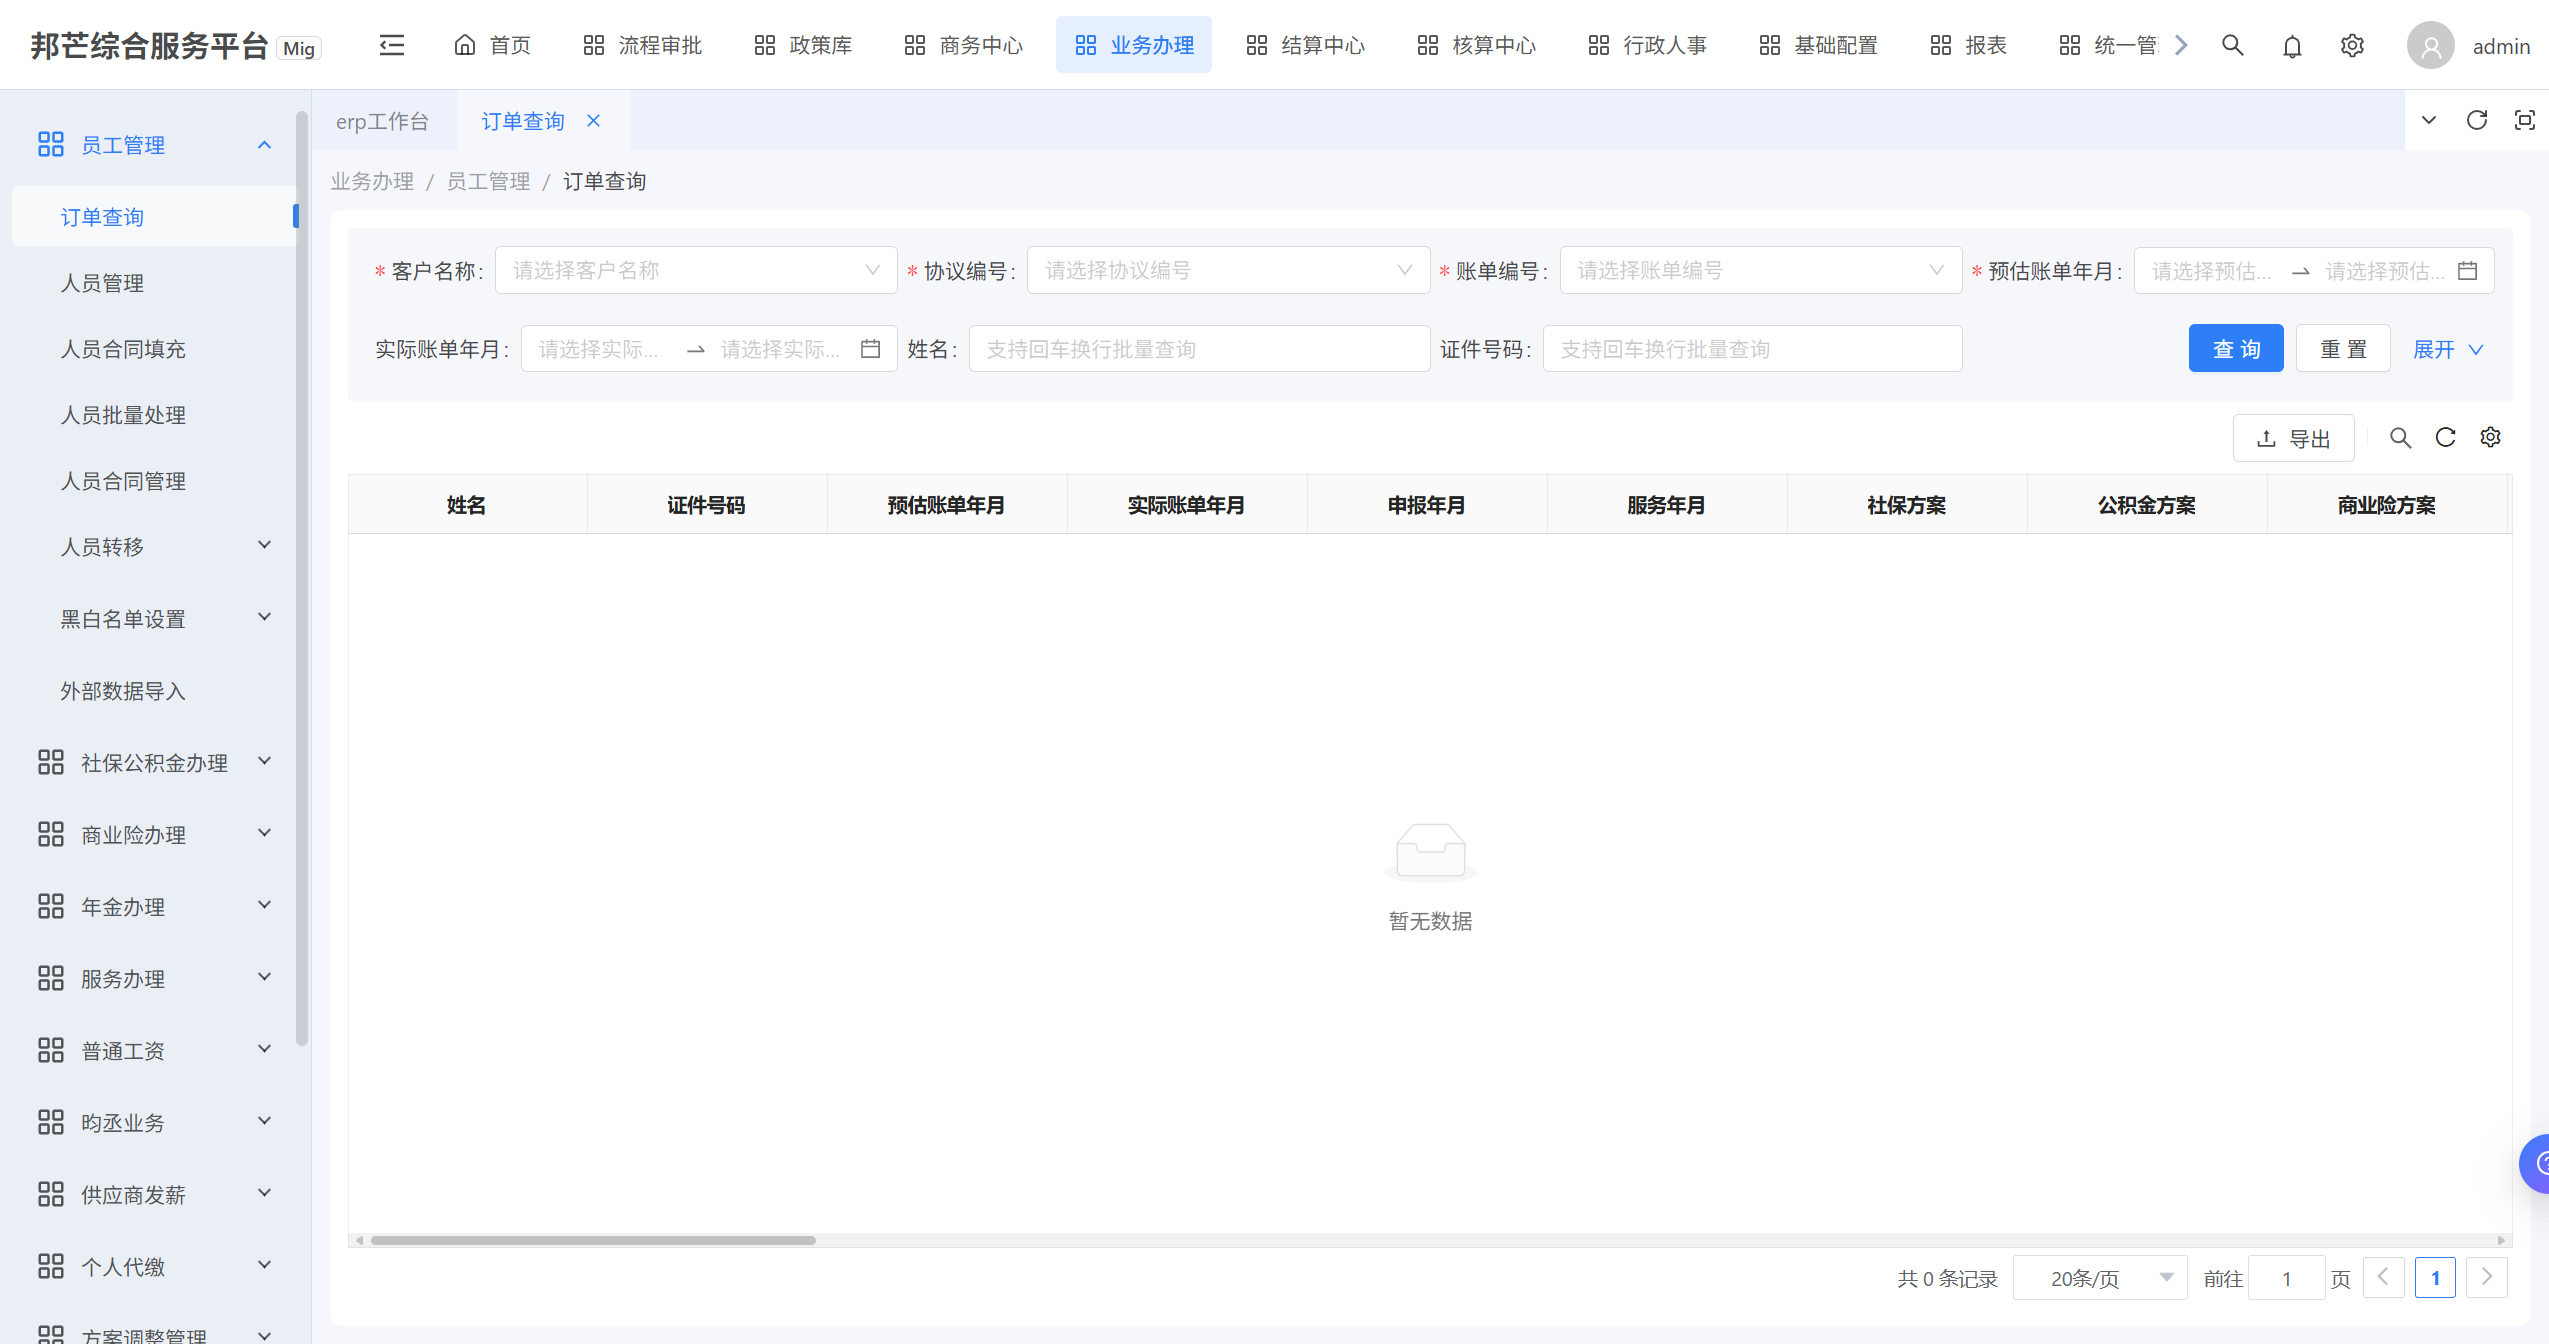 邦芒综合服务平台 Mig
首页 流程审批 政策库 商务中心 业务办理 结算中心 核算中心 行政人事 基础配置 报表 统一管
admin
员工管理
订单查询
人员管理
人员合同填充
人员批量处理
人员合同管理
人员转移
黑白名单设置
外部数据导入
社保公积金办理
商业险办理
年金办理
服务办理
普通工资
昀丞业务
供应商发薪
个人代缴
方案调整管理
erp工作台 订单查询
业务办理 / 员工管理 / 订单查询
* 客户名称: 请选择客户名称 * 协议编号: 请选择协议编号 * 账单编号: 请选择账单编号 * 预估账单年月: 请选择预估... 请选择预估...
实际账单年月: 请选择实际... 请选择实际... 姓名: 支持回车换行批量查询 证件号码: 支持回车换行批量查询 查 询 重 置 展开
导出
姓名 证件号码 预估账单年月 实际账单年月 申报年月 服务年月 社保方案 公积金方案 商业险方案
暂无数据
共 0 条记录 20条/页 前往 1 页 1